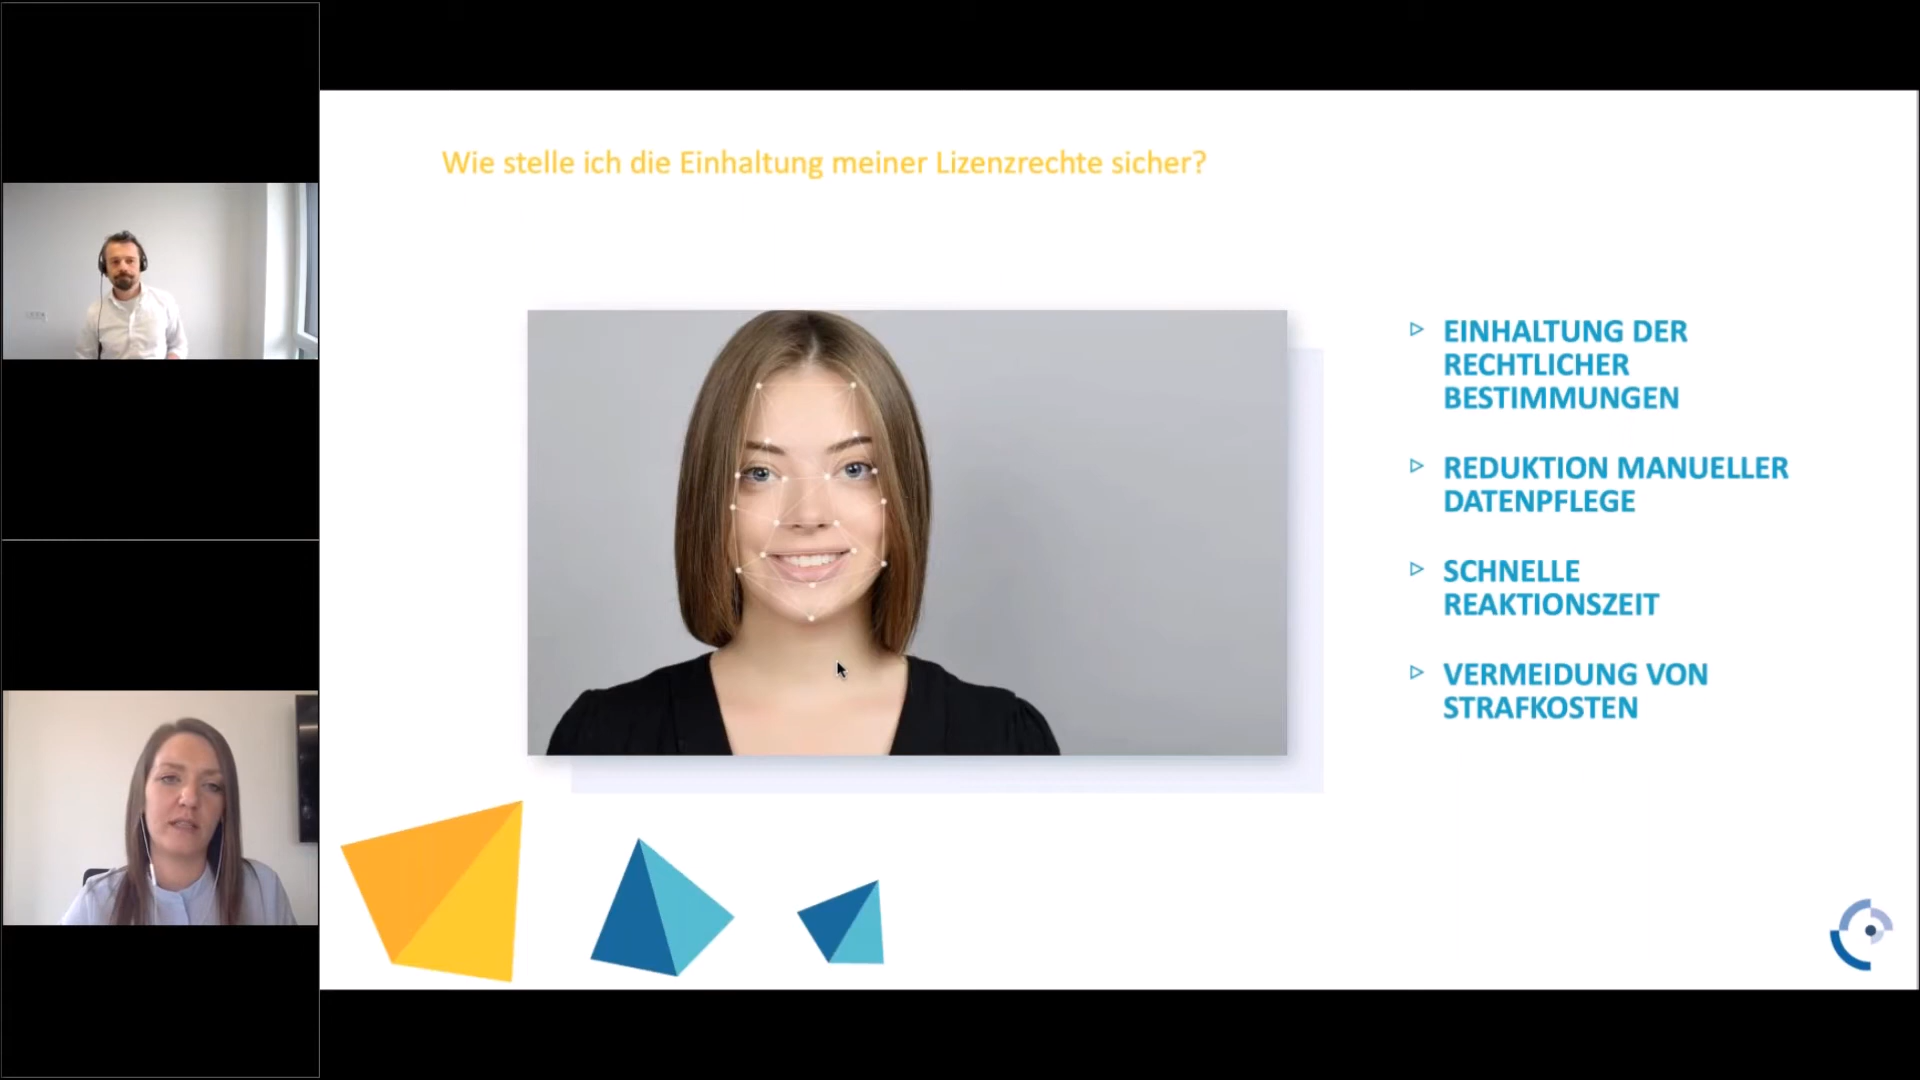 Wie stelle ich die Einhaltung meiner Lizenzrechte sicher?
EINHALTUNG DER
RECHTLICHER
BESTIMMUNGEN
REDUKTION MANUELLER
DATENPFLEGE
SCHNELLE
REAKTIONSZEIT
VERMEIDUNG VON
STRAFKOSTEN